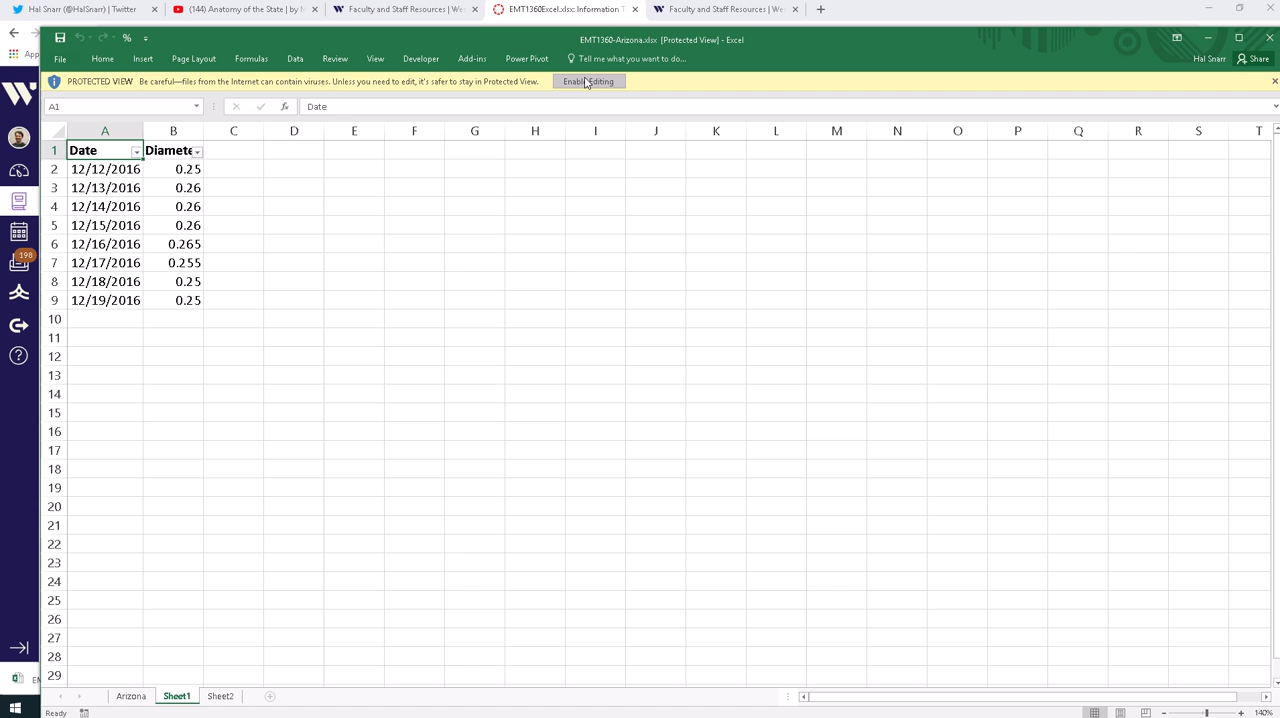 Hal Snarr (@HalSnarr) | Twitter
(144) Anatomy of the State | by M
Faculty and Staff Resources | Wes
EMT1360Excel.xlsx: Information T
Faculty and Staff Resources | Wes
EMT1360-Arizona.xlsx [Protected View] - Excel
File Home Insert Page Layout Formulas Data Review View Developer Add-ins Power Pivot Tell me what you want to do... Hal Snarr Share
PROTECTED VIEW Be careful—files from the Internet can contain viruses. Unless you need to edit, it's safer to stay in Protected View. Enable Editing
A1 fx Date
A B C D E F G H I J K L M N O P Q R S T
1 Date Diamete
2 12/12/2016 0.25
3 12/13/2016 0.26
4 12/14/2016 0.26
5 12/15/2016 0.26
6 12/16/2016 0.265
7 12/17/2016 0.255
8 12/18/2016 0.25
9 12/19/2016 0.25
10
11
12
13
14
15
16
17
18
19
20
21
22
23
24
25
26
27
28
29
App
198
EM
Arizona Sheet1 Sheet2
Ready 140%